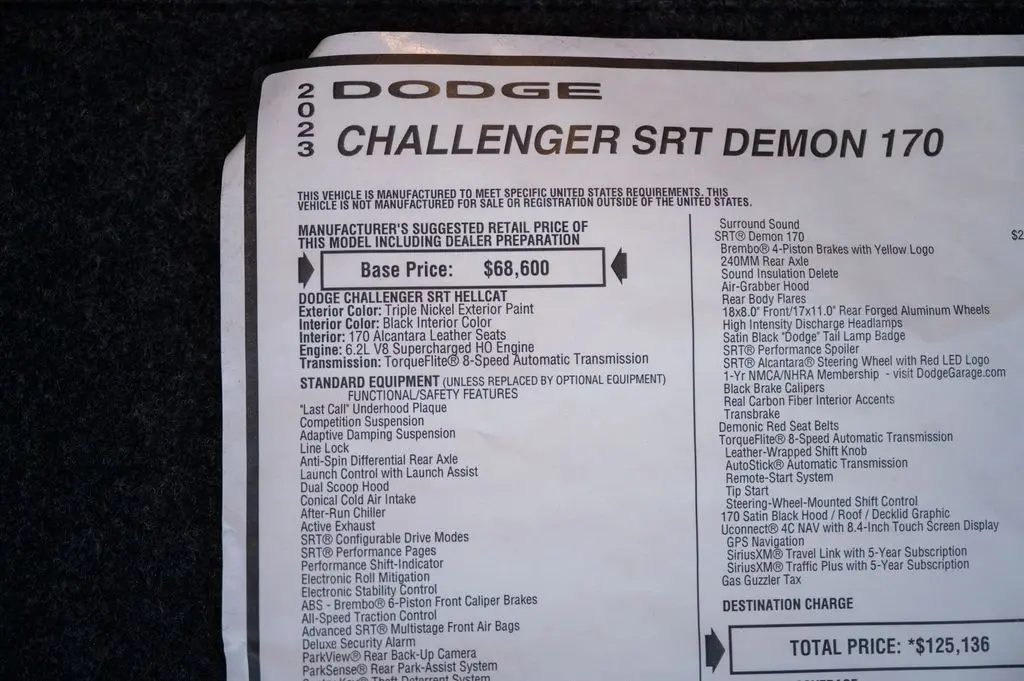 2023
DODGE
CHALLENGER SRT DEMON 170
THIS VEHICLE IS MANUFACTURED TO MEET SPECIFIC UNITED STATES REQUIREMENTS. THIS
VEHICLE IS NOT MANUFACTURED FOR SALE OR REGISTRATION OUTSIDE OF THE UNITED STATES.
MANUFACTURER'S SUGGESTED RETAIL PRICE OF
THIS MODEL INCLUDING DEALER PREPARATION
Base Price: $68,600
DODGE CHALLENGER SRT HELLCAT
Exterior Color: Triple Nickel Exterior Paint
Interior Color: Black Interior Color
Interior: 170 Alcantara Leather Seats
Engine: 6.2L V8 Supercharged HO Engine
Transmission: TorqueFlite® 8-Speed Automatic Transmission
STANDARD EQUIPMENT (UNLESS REPLACED BY OPTIONAL EQUIPMENT)
FUNCTIONAL/SAFETY FEATURES
"Last Call" Underhood Plaque
Competition Suspension
Adaptive Damping Suspension
Line Lock
Anti-Spin Differential Rear Axle
Launch Control with Launch Assist
Dual Scoop Hood
Conical Cold Air Intake
After-Run Chiller
Active Exhaust
SRT® Configurable Drive Modes
SRT® Performance Pages
Performance Shift-Indicator
Electronic Roll Mitigation
Electronic Stability Control
ABS - Brembo® 6-Piston Front Caliper Brakes
All-Speed Traction Control
Advanced SRT® Multistage Front Air Bags
Deluxe Security Alarm
ParkView® Rear Back-Up Camera
ParkSense® Rear Park-Assist System
Theft Deterrent System
Surround Sound
SRT® Demon 170 $2
Brembo® 4-Piston Brakes with Yellow Logo
240MM Rear Axle
Sound Insulation Delete
Air-Grabber Hood
Rear Body Flares
18x8.0" Front/17x11.0" Rear Forged Aluminum Wheels
High Intensity Discharge Headlamps
Satin Black "Dodge" Tail Lamp Badge
SRT® Performance Spoiler
SRT® Alcantara® Steering Wheel with Red LED Logo
1-Yr NMCA/NHRA Membership - visit DodgeGarage.com
Black Brake Calipers
Real Carbon Fiber Interior Accents
Transbrake
Demonic Red Seat Belts
TorqueFlite® 8-Speed Automatic Transmission
Leather-Wrapped Shift Knob
AutoStick® Automatic Transmission
Remote-Start System
Tip Start
Steering-Wheel-Mounted Shift Control
170 Satin Black Hood / Roof / Decklid Graphic
Uconnect® 4C NAV with 8.4-Inch Touch Screen Display
GPS Navigation
SiriusXM® Travel Link with 5-Year Subscription
SiriusXM® Traffic Plus with 5-Year Subscription
Gas Guzzler Tax
DESTINATION CHARGE
TOTAL PRICE: *$125,136